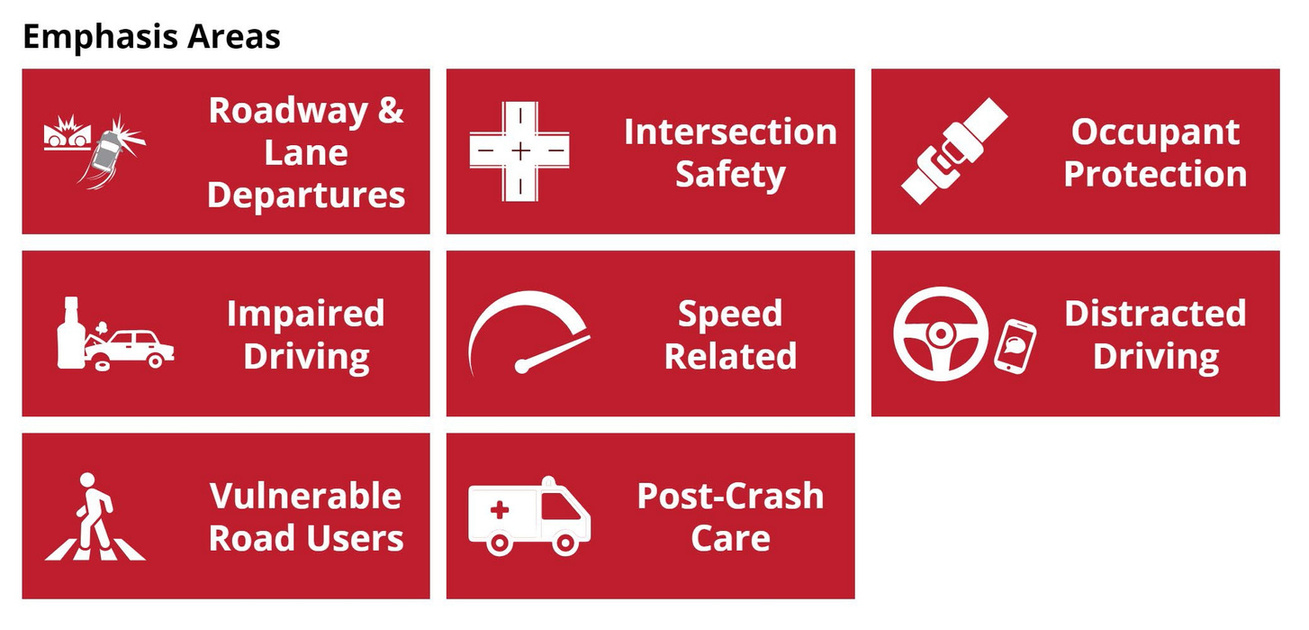 Emphasis Areas
Roadway &
Lane
Departures
Intersection
Safety
Occupant
Protection
Impaired
Driving
Speed
Related
Distracted
Driving
Vulnerable
Road Users
Post-Crash
Care